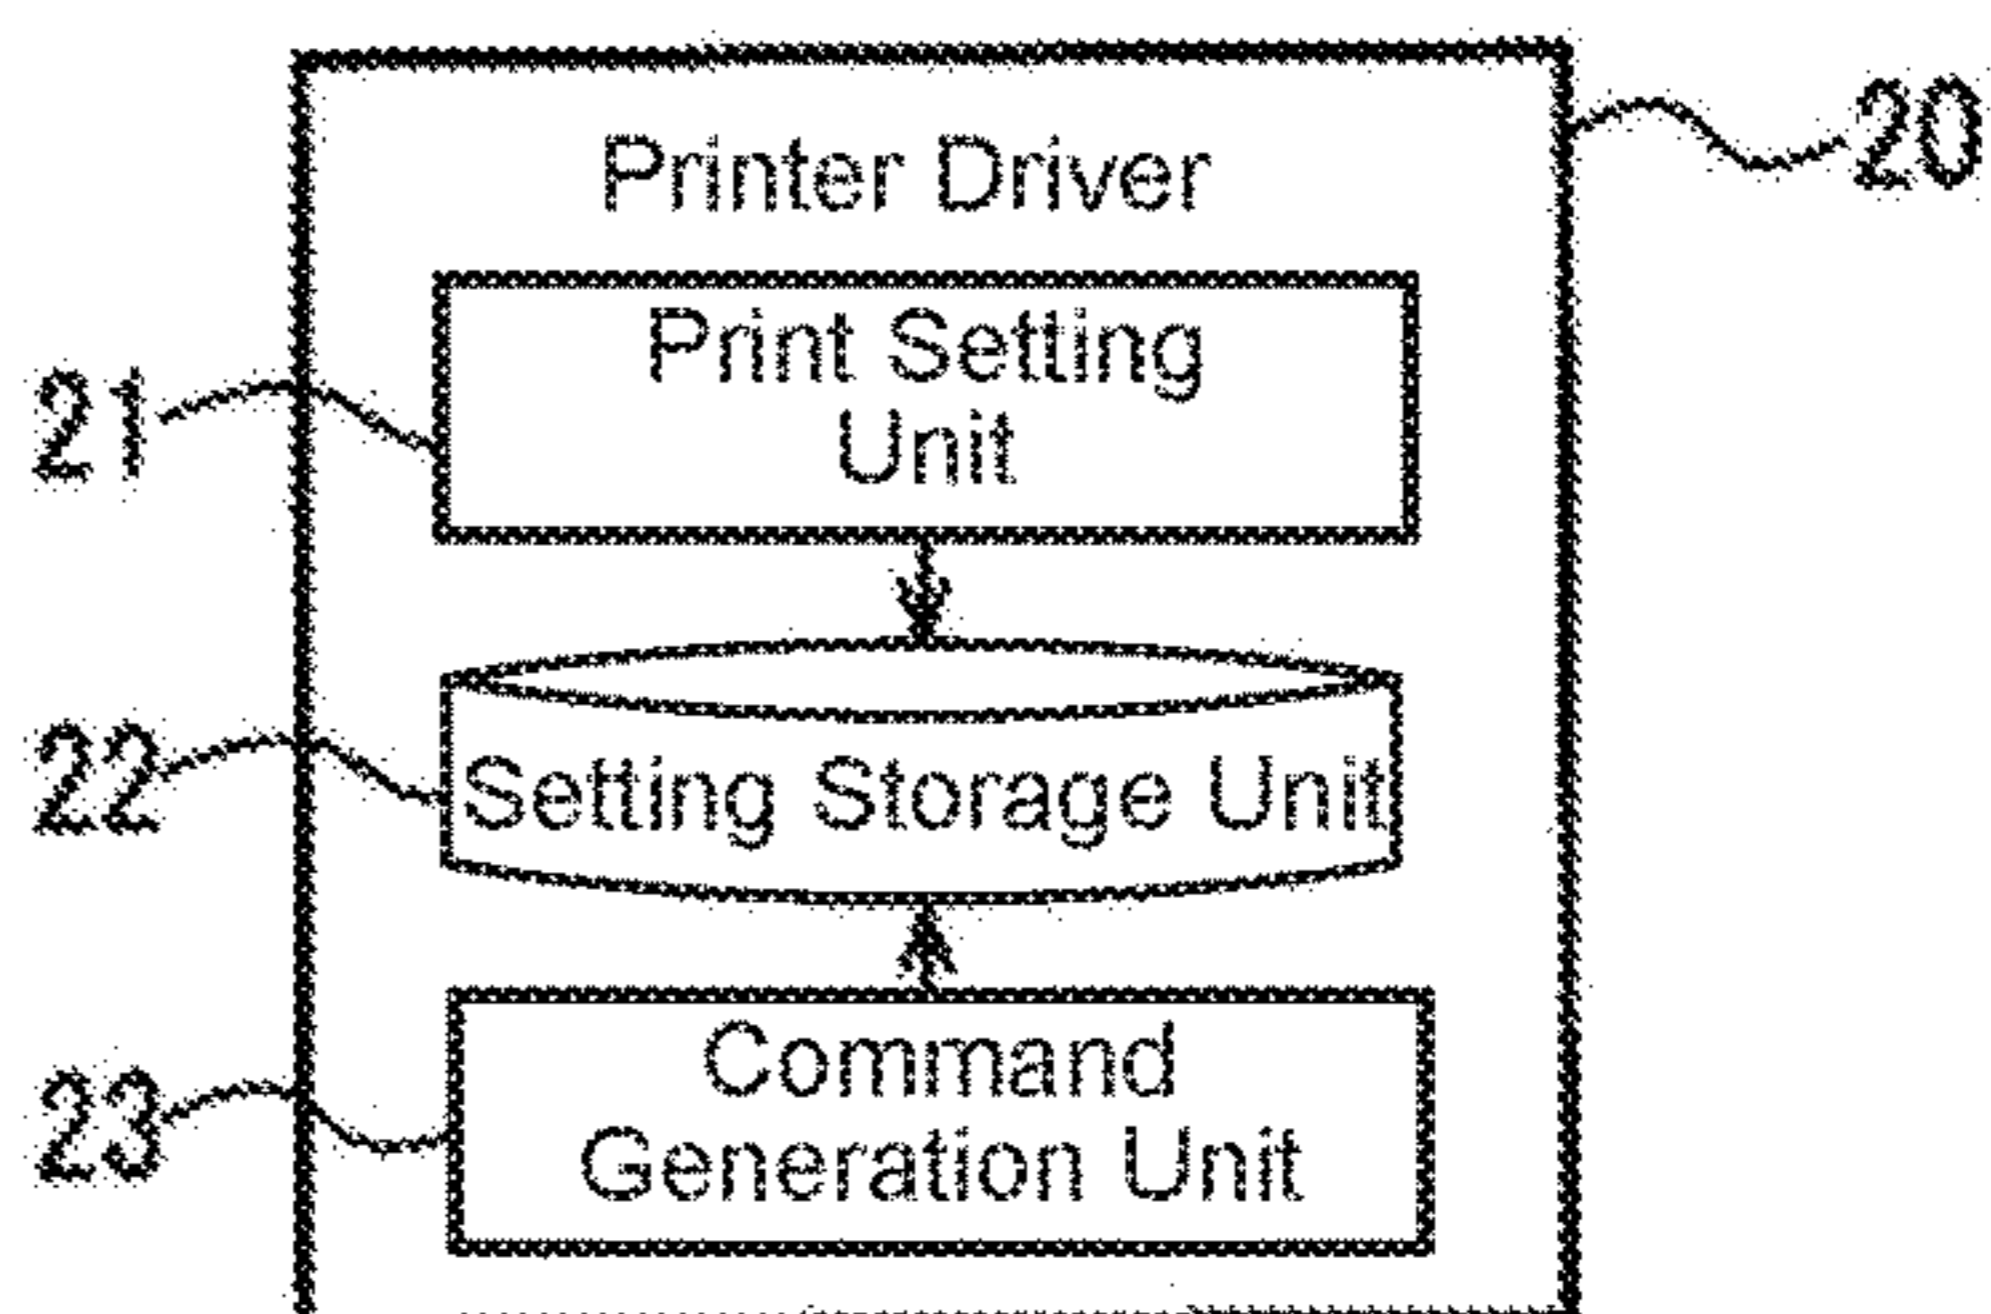 Printer Driver
20
Print Setting
Unit
21
22
Setting Storage Unit
Command
Generation Unit
23